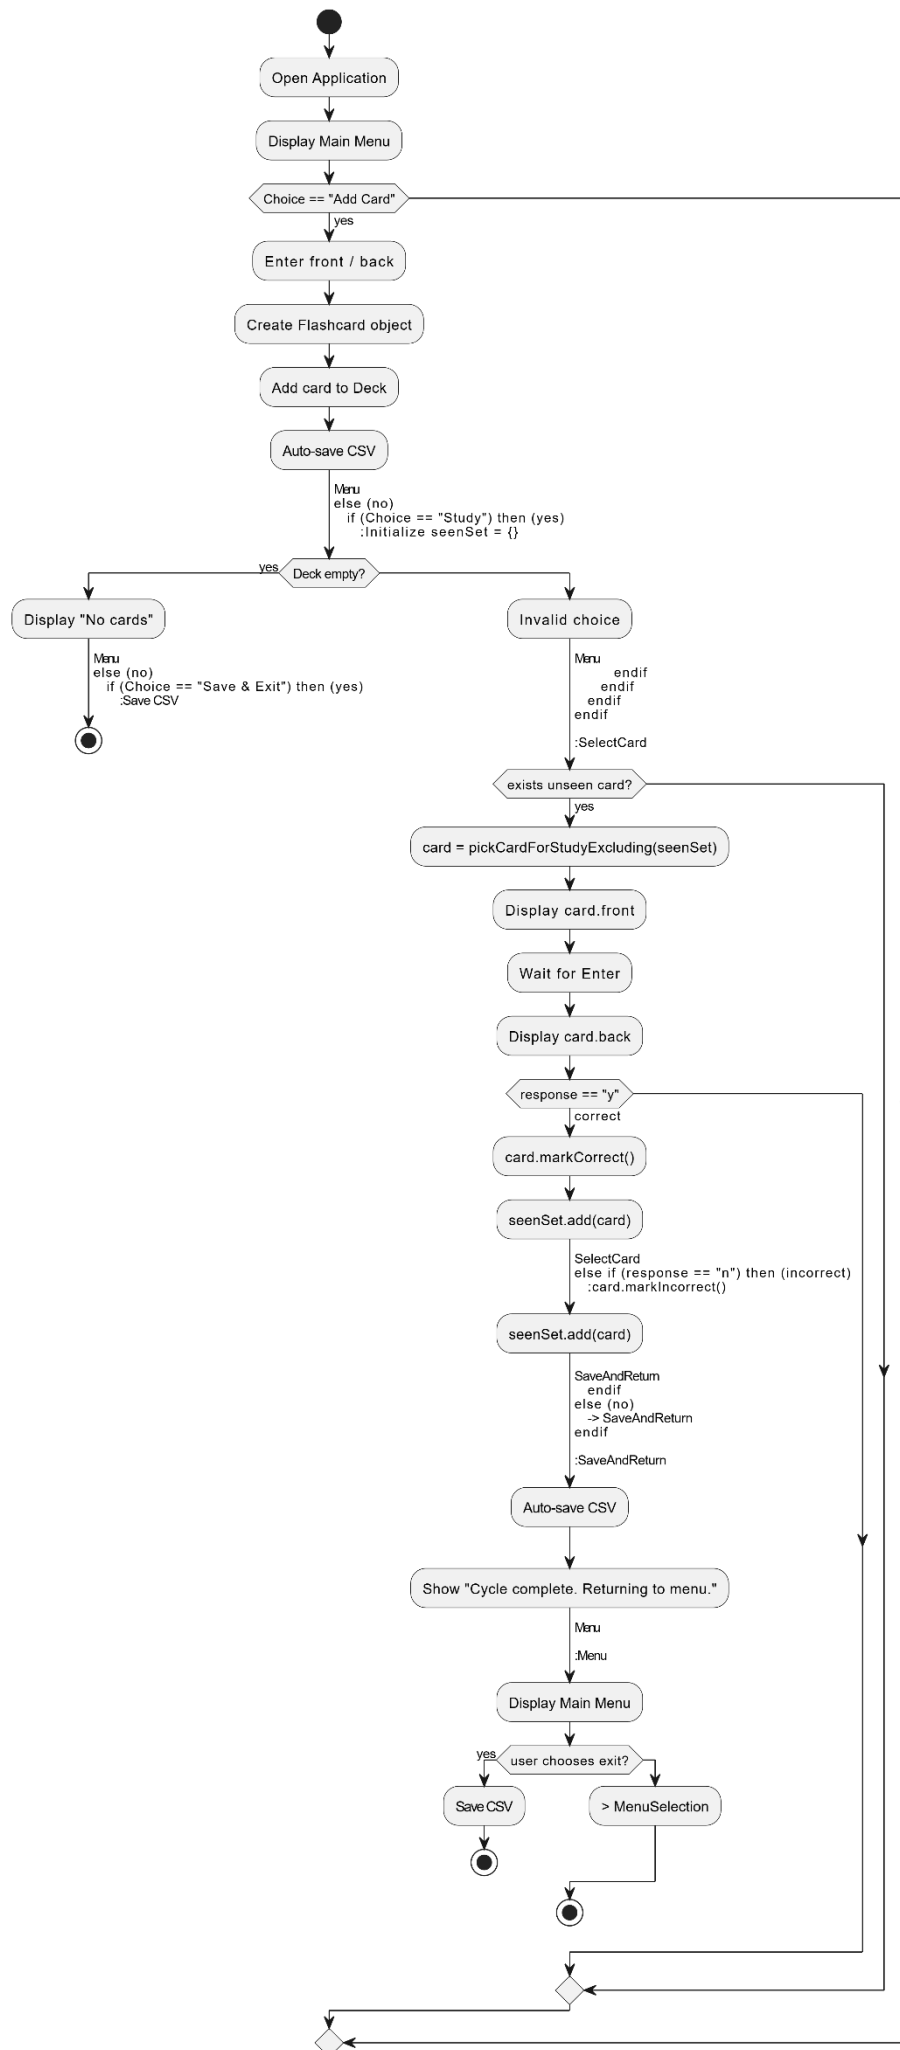 Open Application
Display Main Menu
Choice == "Add Card"
yes
Enter front / back
Create Flashcard object
Add card to Deck
Auto-save CSV
Menu
else (no)
if (Choice == "Study") then (yes)
:Initialize seenSet = {}
yes
Deck empty?
Display "No cards"
Menu
else (no)
if (Choice == "Save & Exit") then (yes)
:Save CSV
Invalid choice
Menu
endif
endif
endif
endif
:SelectCard
exists unseen card?
yes
card = pickCardForStudyExcluding(seenSet)
Display card.front
Wait for Enter
Display card.back
response == "y"
correct
card.markCorrect()
seenSet.add(card)
SelectCard
else if (response == "n") then (incorrect)
:card.markIncorrect()
seenSet.add(card)
SaveAndReturn
endif
else (no)
-> SaveAndReturn
endif
:SaveAndReturn
Auto-save CSV
Show "Cycle complete. Returning to menu."
Menu
:Menu
Display Main Menu
yes
user chooses exit?
Save CSV
> MenuSelection